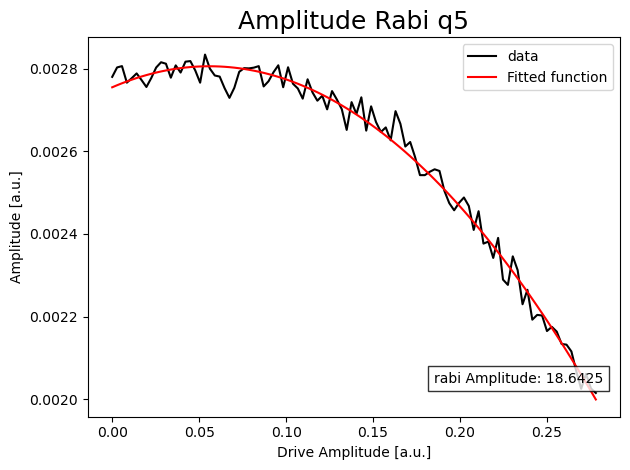 Amplitude Rabi q5
data
Fitted function
0.0028
0.0026
0.0024
0.0022
0.0020
Amplitude [a.u.]
rabi Amplitude: 18.6425
0.00
0.05
0.10
0.15
0.20
0.25
Drive Amplitude [a.u.]